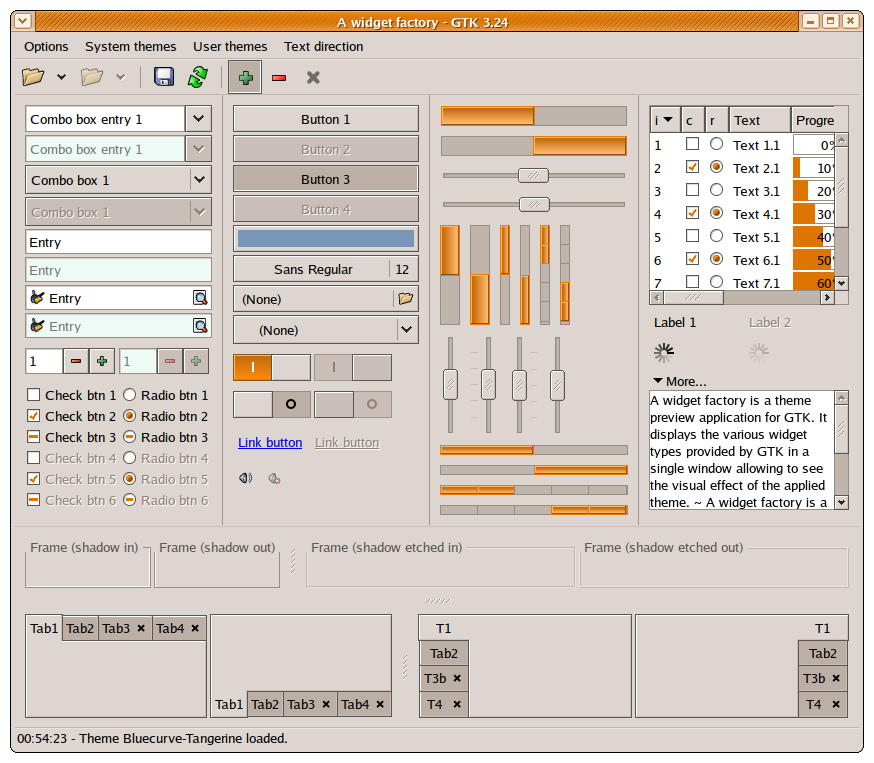 A widget factory - GTK 3.24
Options System themes User themes Text direction
Combo box entry 1
Combo box entry 1
Combo box 1
Combo box 1
Entry
Entry
Entry
Entry
1 1
Check btn 1 Radio btn 1
Check btn 2 Radio btn 2
Check btn 3 Radio btn 3
Check btn 4 Radio btn 4
Check btn 5 Radio btn 5
Check btn 6 Radio btn 6
Button 1
Button 2
Button 3
Button 4
Sans Regular 12
(None)
(None)
Link button Link button
i c r Text Progre
1 Text 1.1 0%
2 Text 2.1 10%
3 Text 3.1 20%
4 Text 4.1 30%
5 Text 5.1 40%
6 Text 6.1 50%
7 Text 7.1 60%
Label 1 Label 2
More...
A widget factory is a theme
preview application for GTK. It
displays the various widget
types provided by GTK in a
single window allowing to see
the visual effect of the applied
theme. ~ A widget factory is a
Frame (shadow in) Frame (shadow out) Frame (shadow etched in) Frame (shadow etched out)
Tab1 Tab2 Tab3 Tab4
Tab1 Tab2 Tab3 Tab4
T1
Tab2
T3b
T4
T1
Tab2
T3b
T4
00:54:23 - Theme Bluecurve-Tangerine loaded.